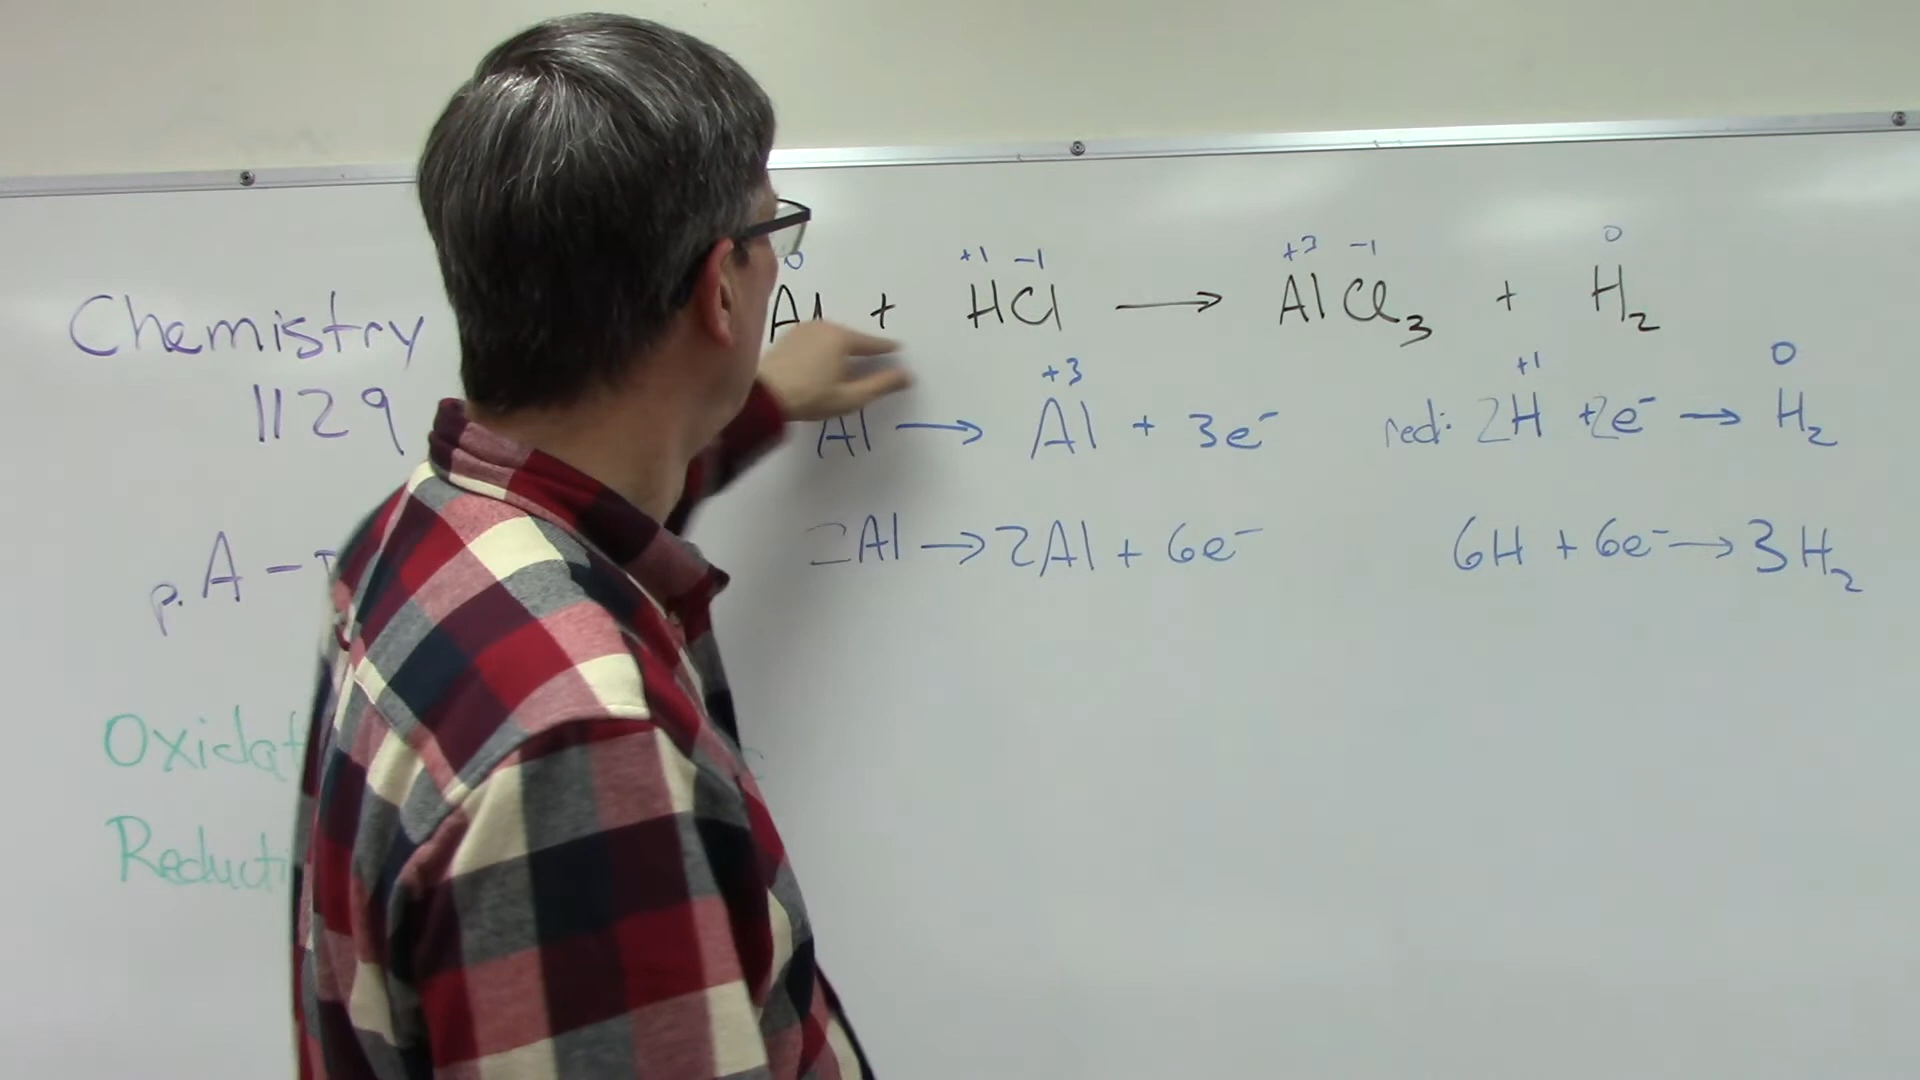 Chemistry
1129
p. A -
Oxidat
Reducti
0 +1 -1 +3 -1 0
Al + HCl → AlCl₃ + H₂
+3 +1 0
Al → Al + 3e⁻ red: 2H +2e⁻ → H₂
2Al → 2Al + 6e⁻ 6H + 6e⁻ → 3H₂